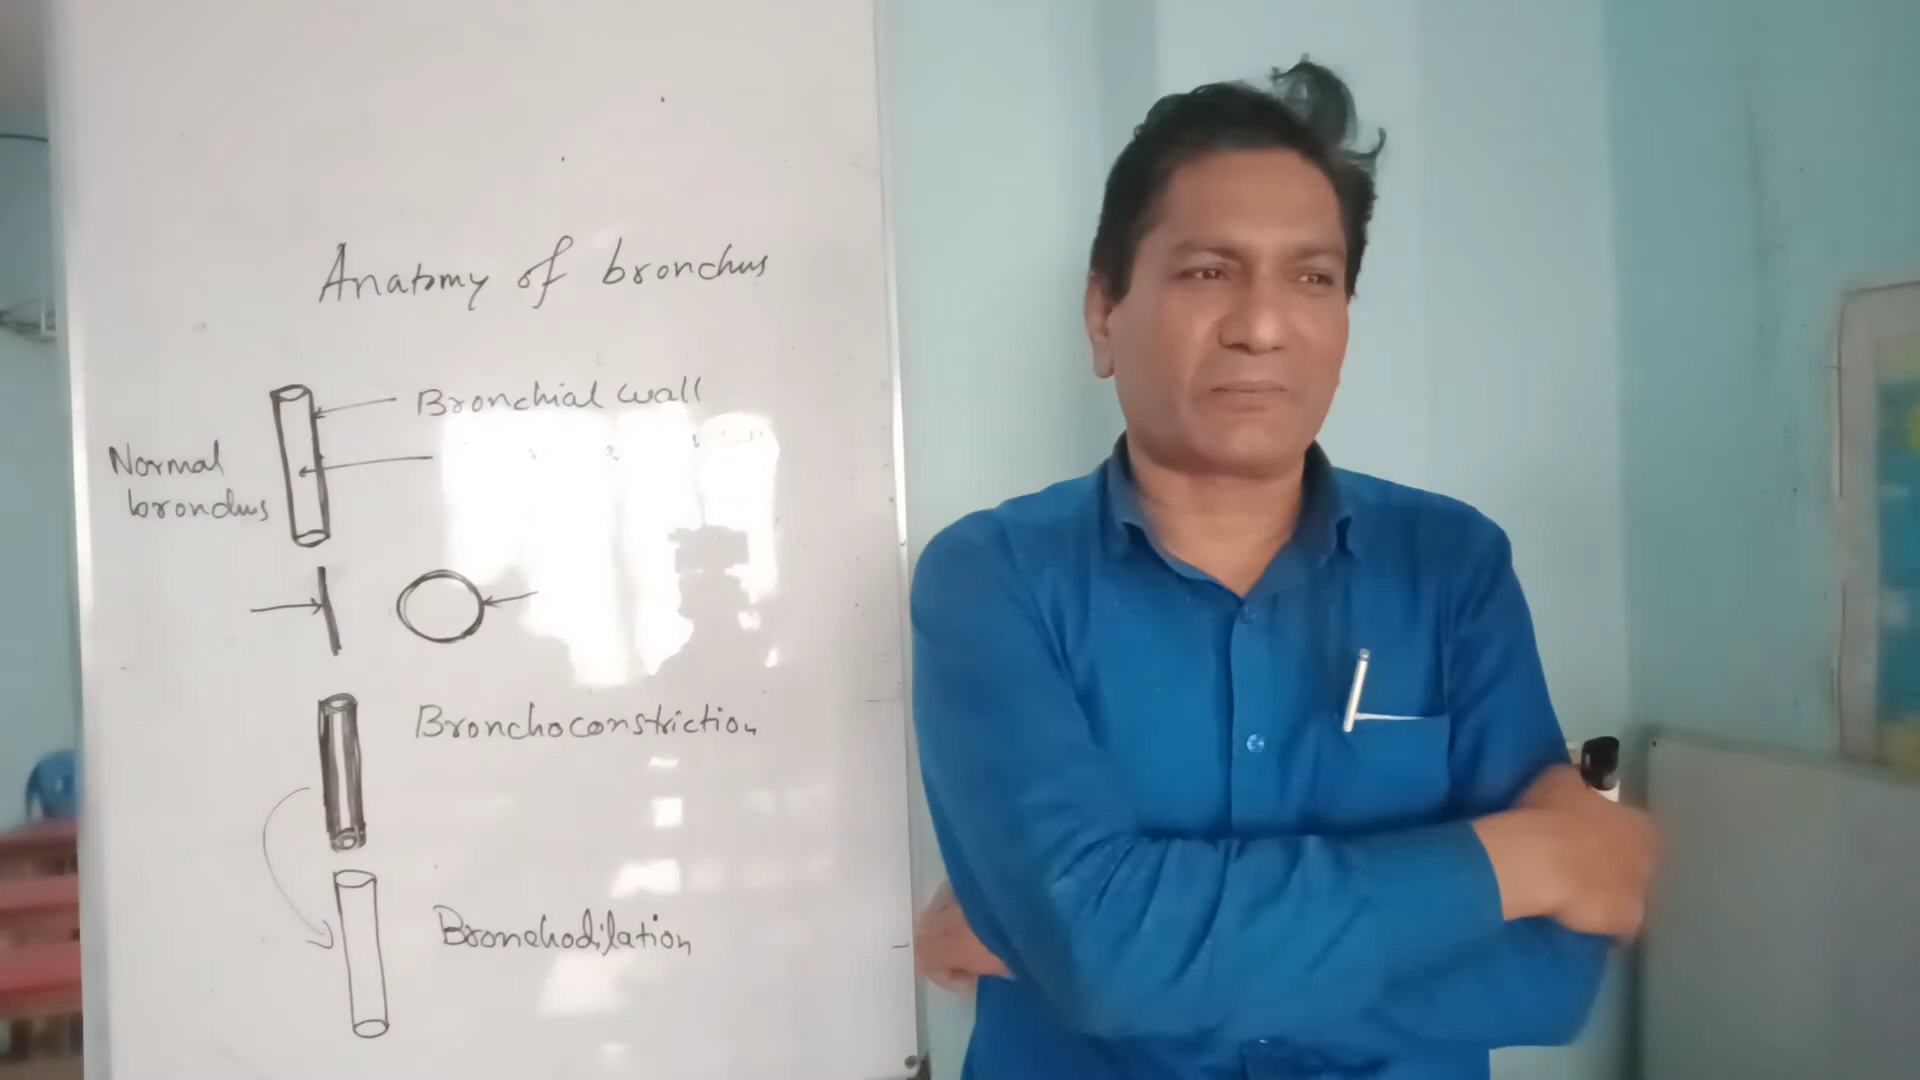 Anatomy of bronchus
Bronchial wall
Normal
bronchus
Bronchoconstriction
Bronchodilation